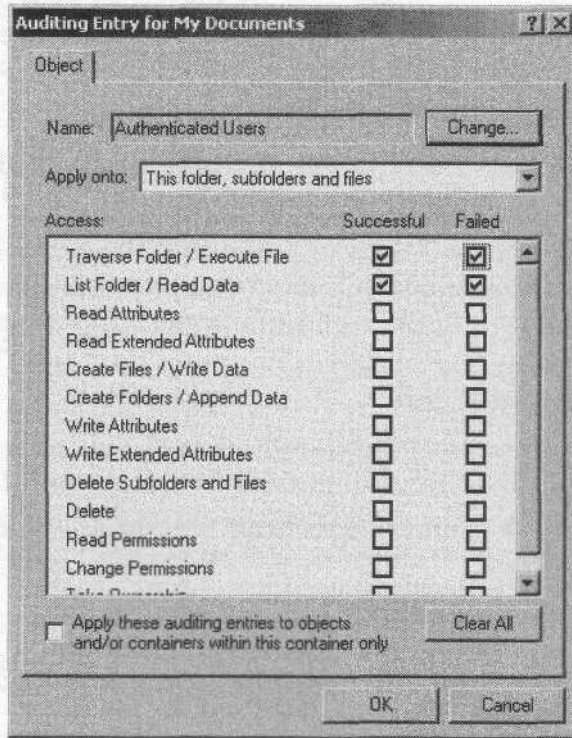 Auditing Entry for My Documents
Object
Name: Authenticated Users Change...
Apply onto: This folder, subfolders and files
Access: Successful Failed
Traverse Folder / Execute File
List Folder / Read Data
Read Attributes
Read Extended Attributes
Create Files / Write Data
Create Folders / Append Data
Write Attributes
Write Extended Attributes
Delete Subfolders and Files
Delete
Read Permissions
Change Permissions
Take Ownership
Apply these auditing entries to objects
and/or containers within this container only
Clear All
OK Cancel